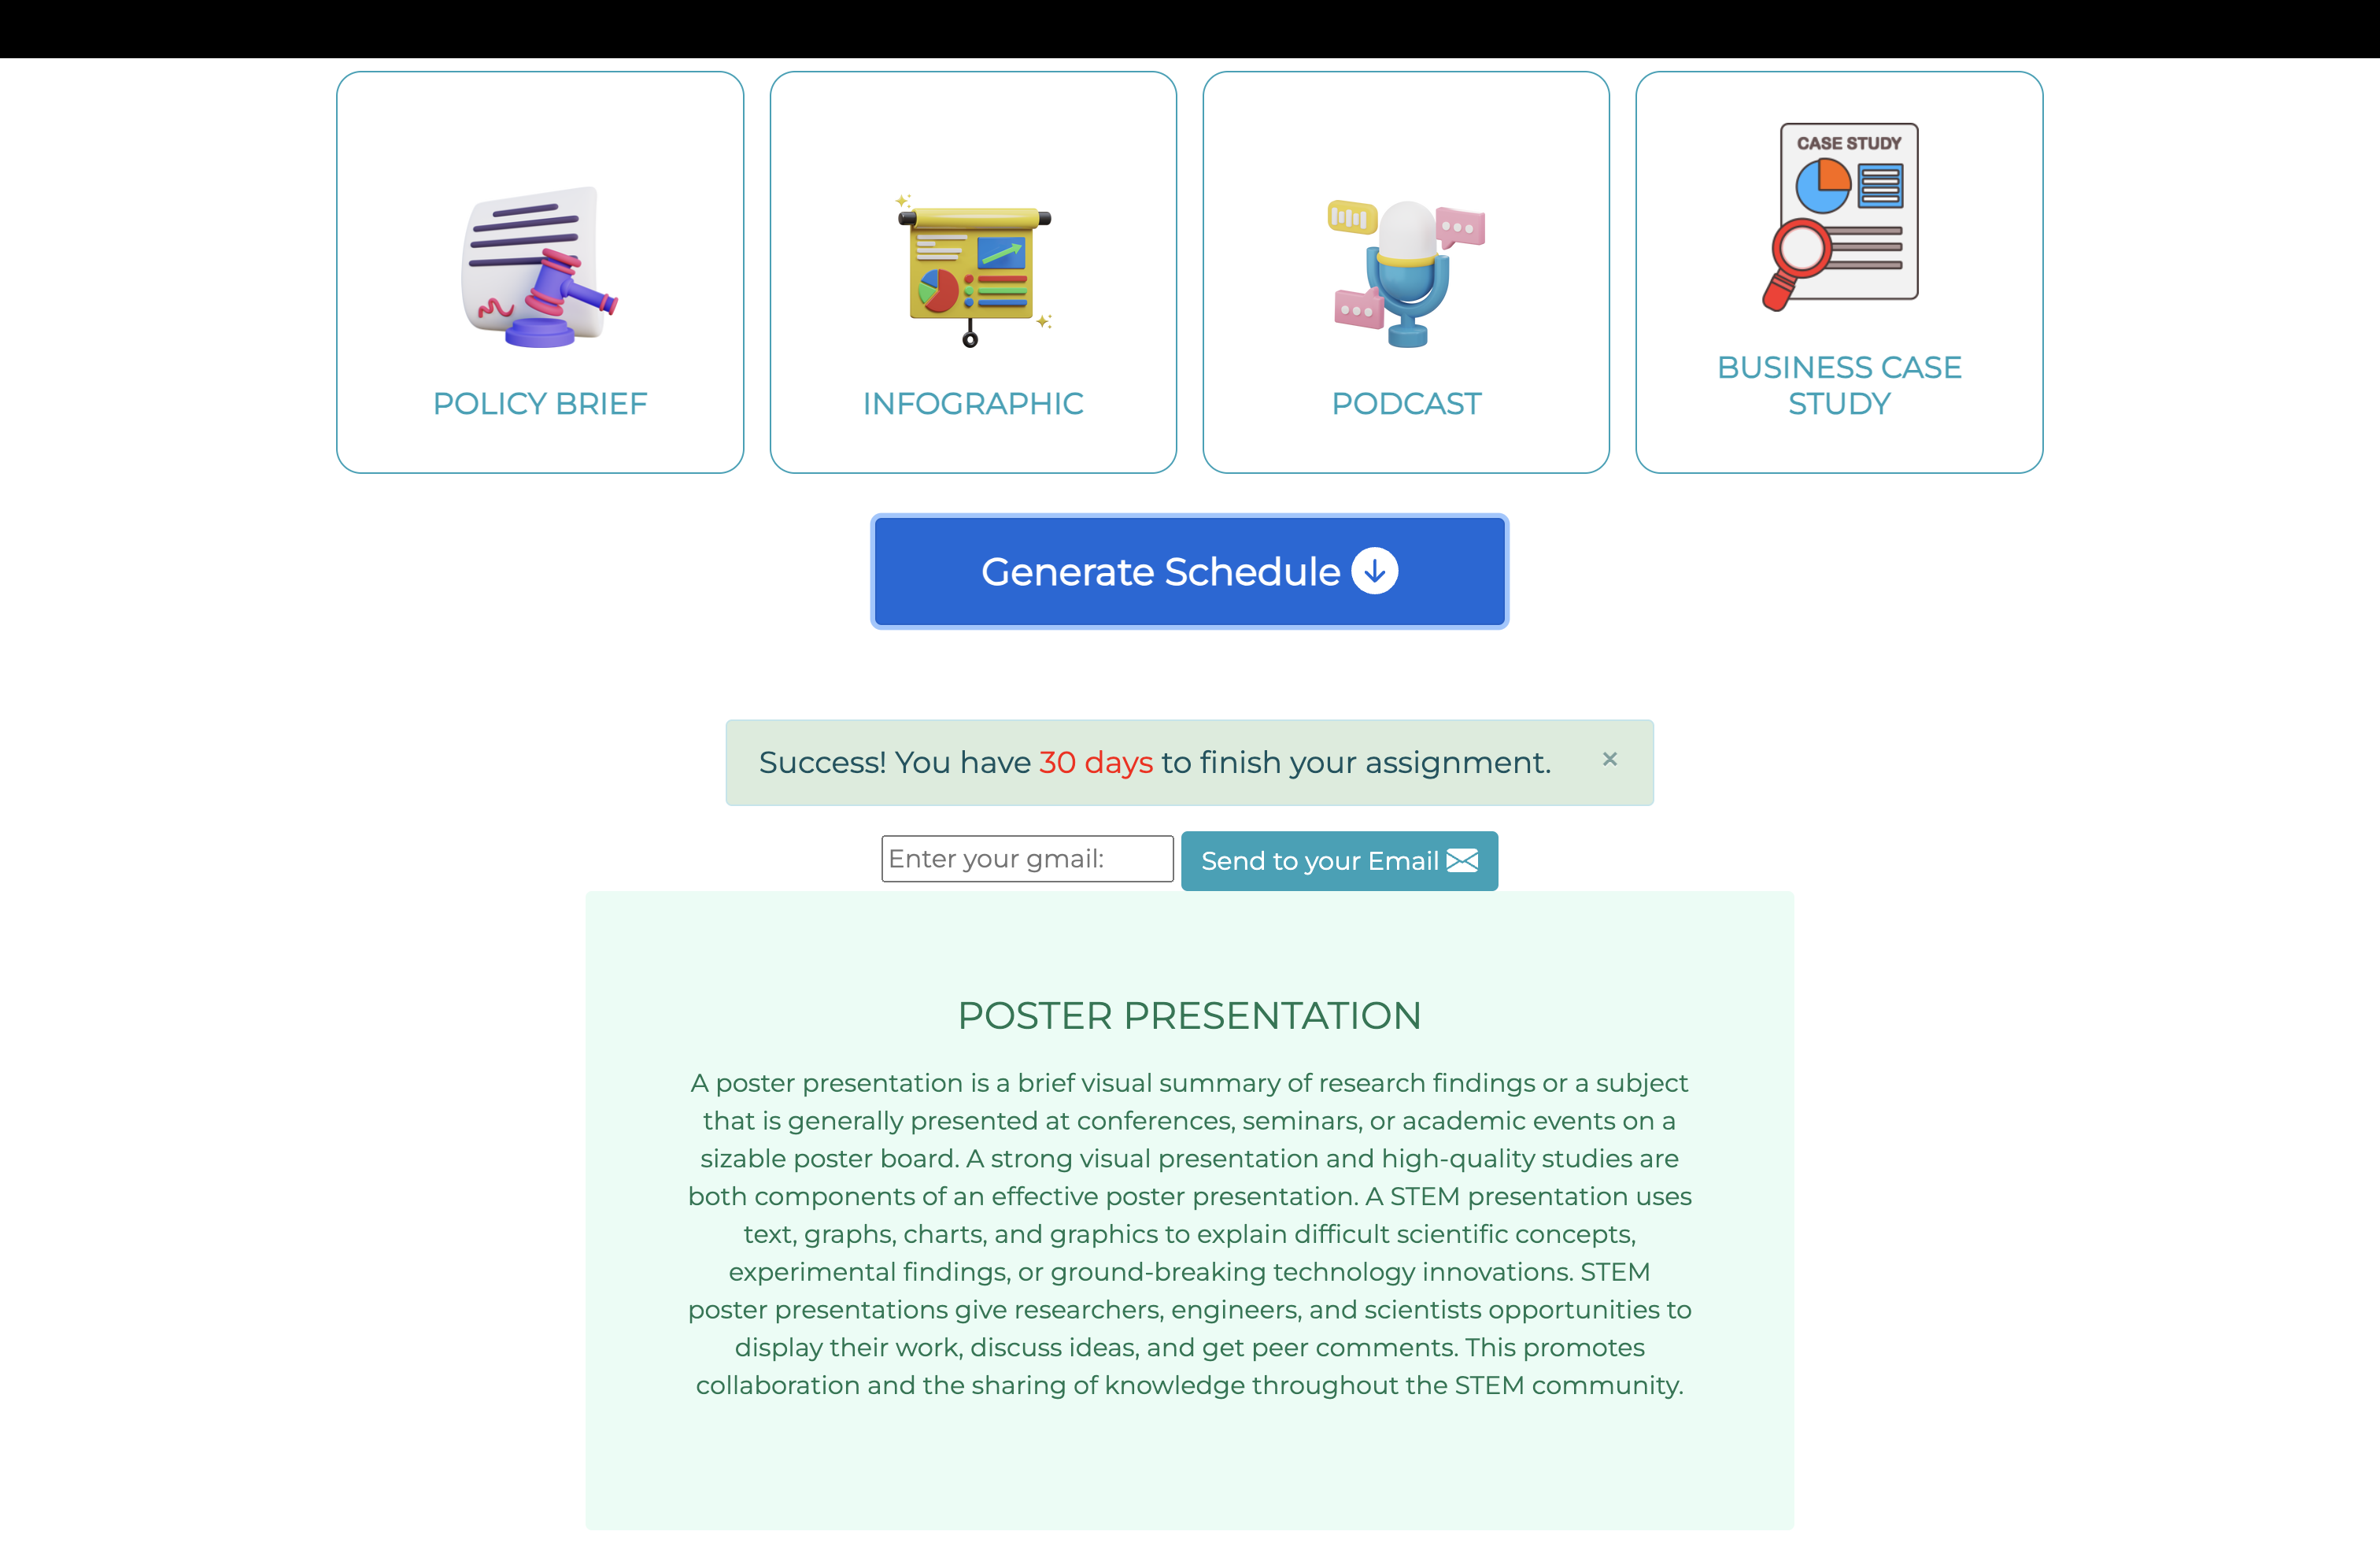 CASE STUDY
POLICY BRIEF
INFOGRAPHIC
PODCAST
BUSINESS CASE
STUDY
Generate Schedule
Success! You have 30 days to finish your assignment. ×
Enter your gmail:
Send to your Email
POSTER PRESENTATION
A poster presentation is a brief visual summary of research findings or a subject
that is generally presented at conferences, seminars, or academic events on a
sizable poster board. A strong visual presentation and high-quality studies are
both components of an effective poster presentation. A STEM presentation uses
text, graphs, charts, and graphics to explain difficult scientific concepts,
experimental findings, or ground-breaking technology innovations. STEM
poster presentations give researchers, engineers, and scientists opportunities to
display their work, discuss ideas, and get peer comments. This promotes
collaboration and the sharing of knowledge throughout the STEM community.